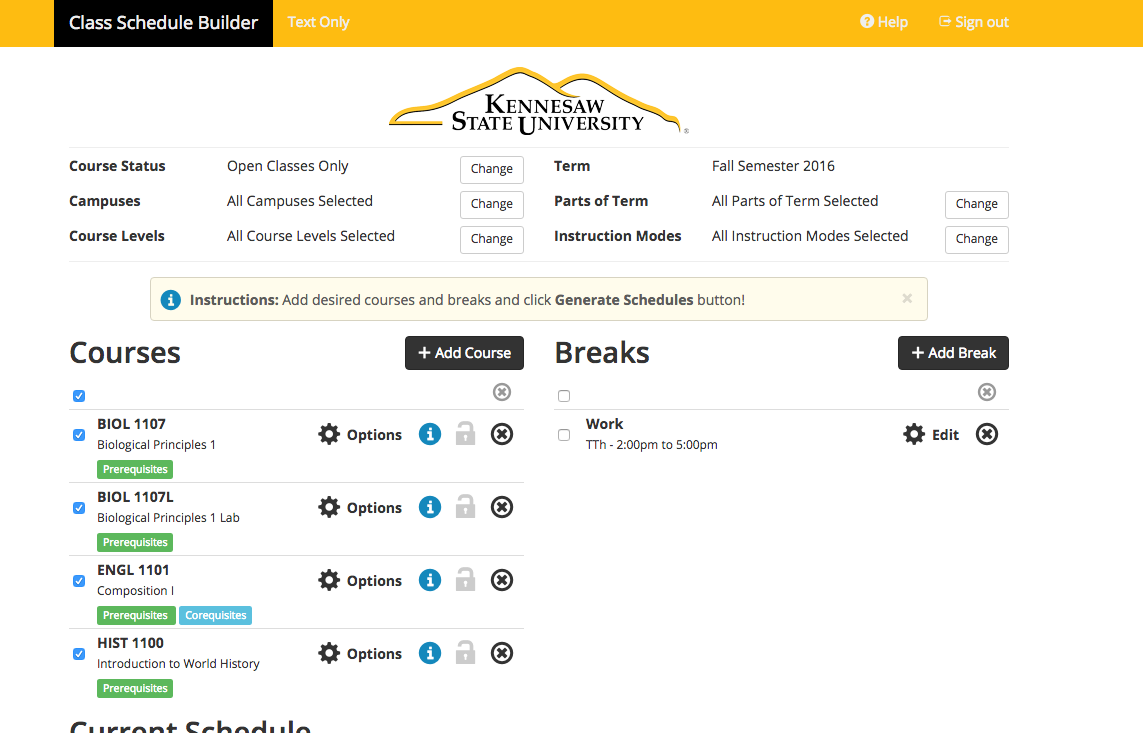 Class Schedule Builder Text Only Help Sign out
KENNESAW
STATE UNIVERSITY
®
Course Status Open Classes Only Change Term Fall Semester 2016
Campuses All Campuses Selected Change Parts of Term All Parts of Term Selected Change
Course Levels All Course Levels Selected Change Instruction Modes All Instruction Modes Selected Change
Instructions: Add desired courses and breaks and click Generate Schedules button!
Courses + Add Course Breaks + Add Break
BIOL 1107 Options Work Edit
Biological Principles 1 TTh - 2:00pm to 5:00pm
Prerequisites
BIOL 1107L Options
Biological Principles 1 Lab
Prerequisites
ENGL 1101 Options
Composition I
Prerequisites Corequisites
HIST 1100 Options
Introduction to World History
Prerequisites
Current Schedule